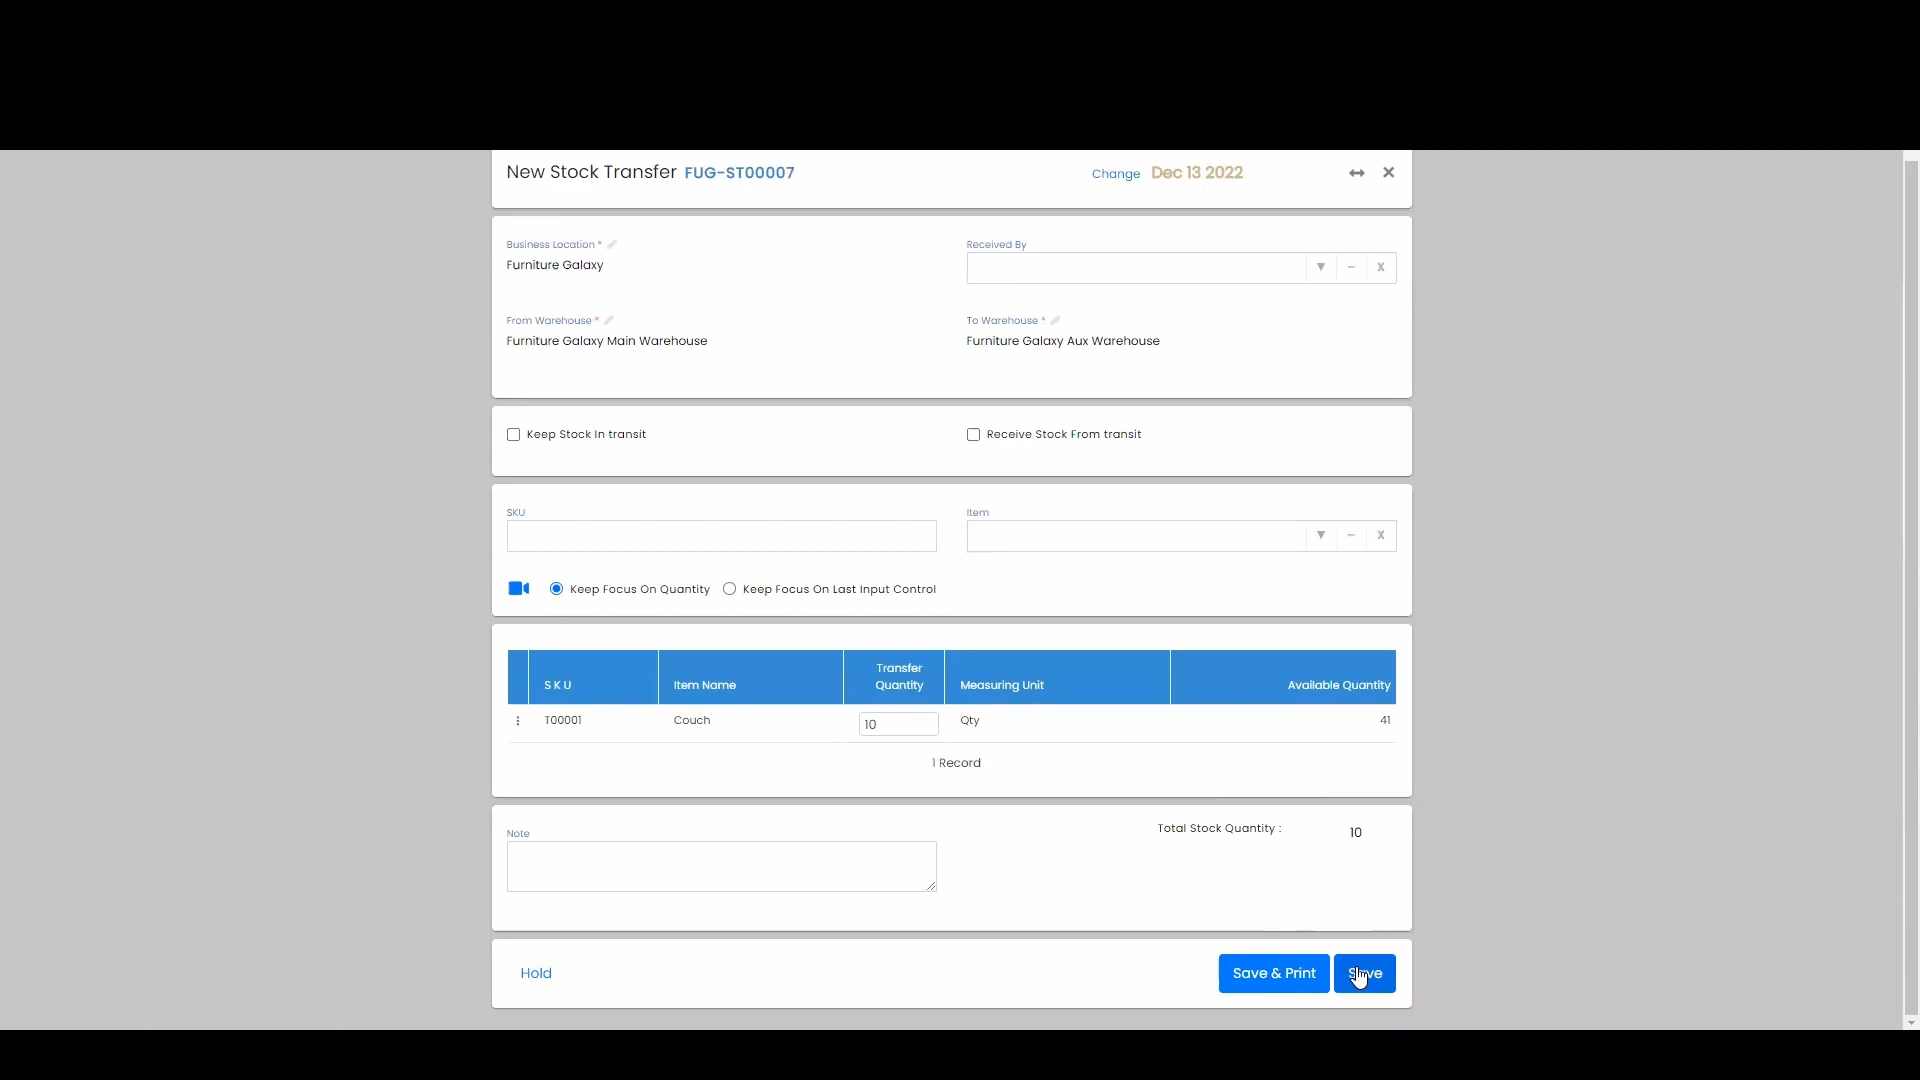 New Stock Transfer FUG-ST00007 Change Dec 13 2022
Business Location * Received By
Furniture Galaxy
From Warehouse * To Warehouse *
Furniture Galaxy Main Warehouse Furniture Galaxy Aux Warehouse
Keep Stock In transit Receive Stock From transit
SKU Item
Keep Focus On Quantity Keep Focus On Last Input Control
SKU Item Name Transfer Quantity Measuring Unit Available Quantity
T00001 Couch 10 Qty 41
1 Record
Note Total Stock Quantity : 10
Hold Save & Print Save